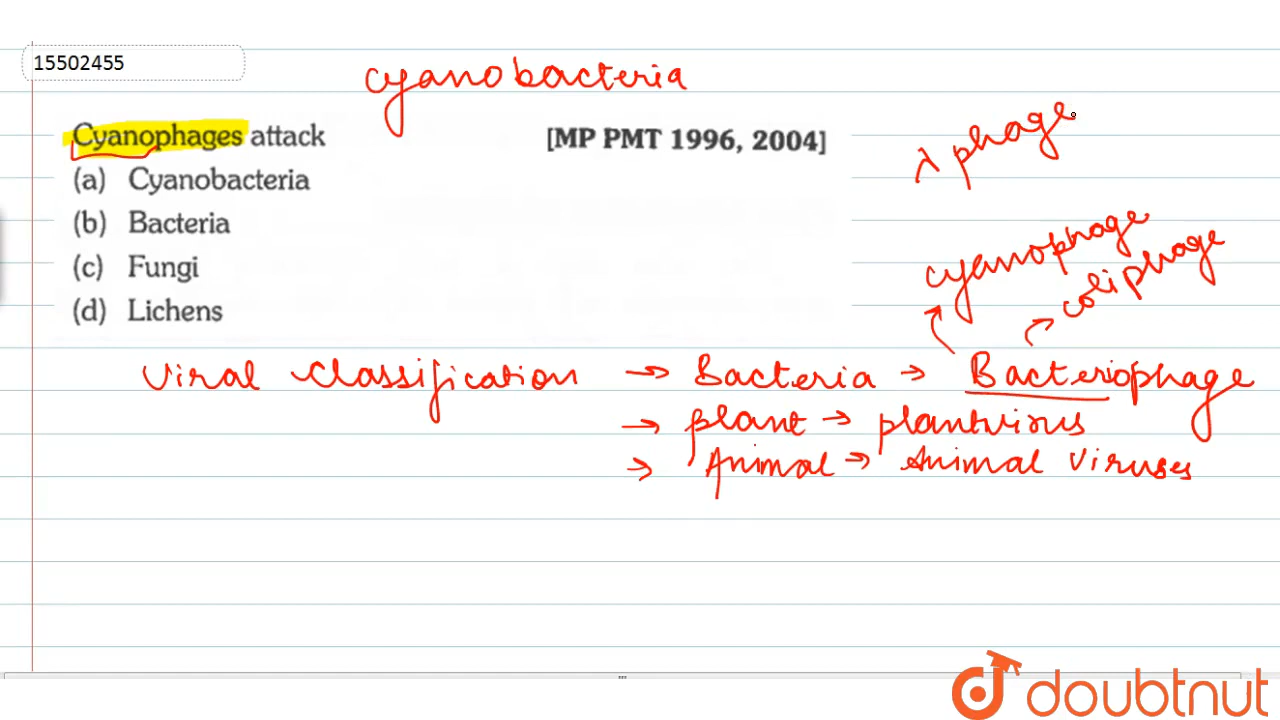 15502455
cyanobacteria
Cyanophages attack [MP PMT 1996, 2004]
(a) Cyanobacteria
(b) Bacteria
(c) Fungi
(d) Lichens
λ phage
cyanophage
coliphage
Viral Classification → Bacteria → Bacteriophage
→ plant → plantvirus
→ Animal → Animal Viruses
doubtnut